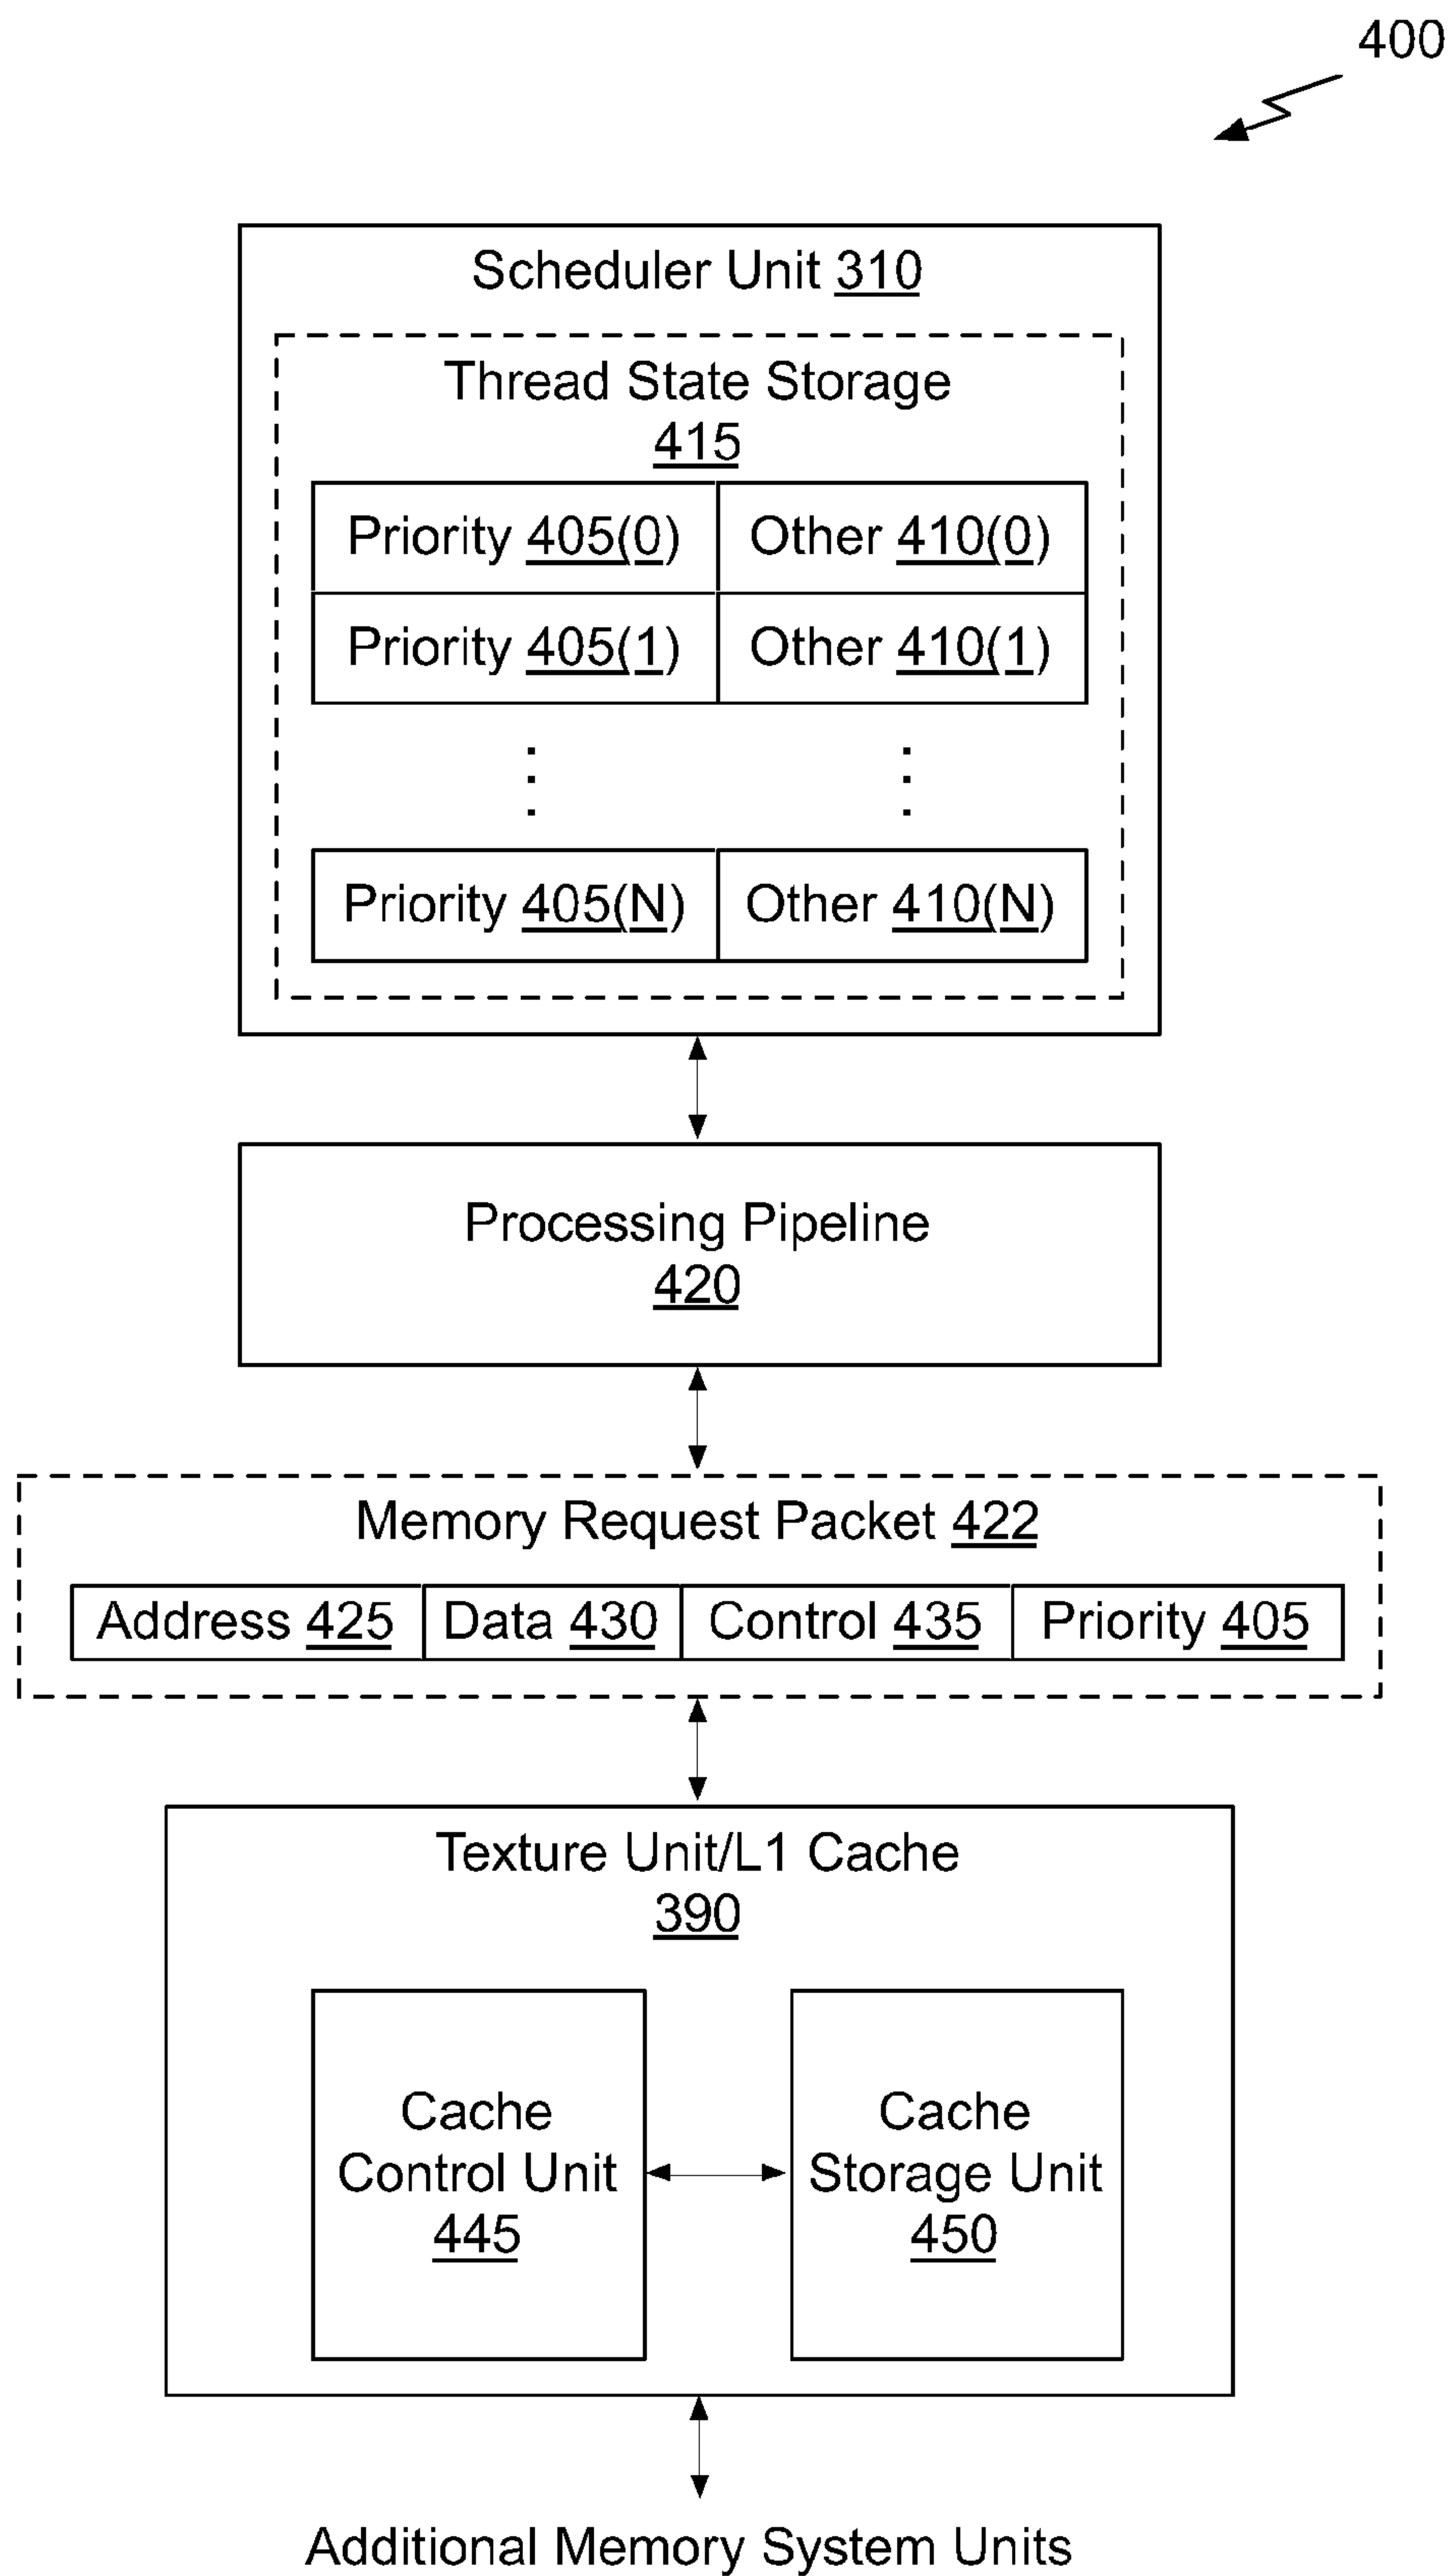 400
Scheduler Unit 310
Thread State Storage
415
Priority 405(0) Other 410(0)
Priority 405(1) Other 410(1)
Priority 405(N) Other 410(N)
Processing Pipeline
420
Memory Request Packet 422
Address 425 Data 430 Control 435 Priority 405
Texture Unit/L1 Cache
390
Cache
Control Unit
445
Cache
Storage Unit
450
Additional Memory System Units